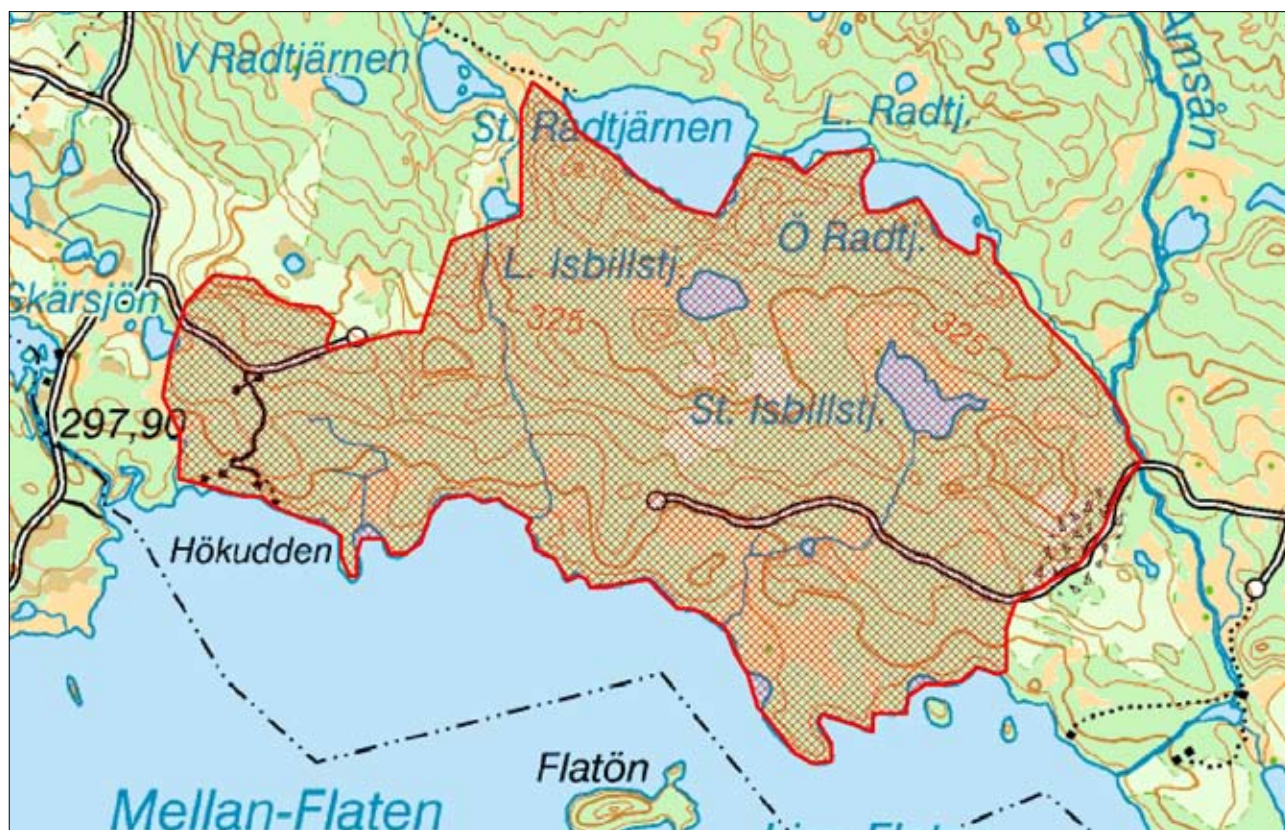 V Radtjärnen
St. Radtjärnen
L. Radtj.
Amsån
Ö Radtj.
L. Isbillstj.
Skärsjön
325
325
St. Isbillstj.
297,90
Hökudden
Flatön
Mellan-Flaten